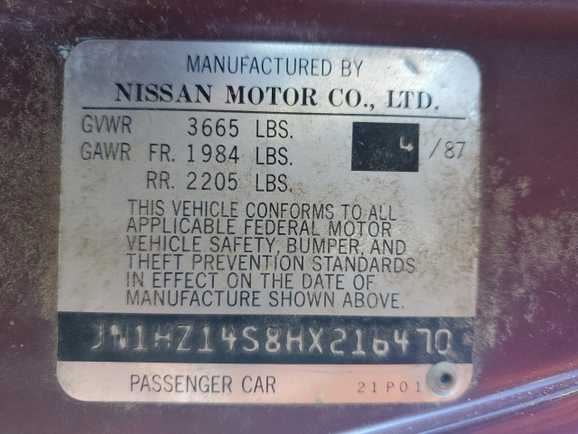 MANUFACTURED BY
NISSAN MOTOR CO., LTD.
GVWR 3665 LBS. 4/87
GAWR FR. 1984 LBS.
RR. 2205 LBS.
THIS VEHICLE CONFORMS TO ALL
APPLICABLE FEDERAL MOTOR
VEHICLE SAFETY, BUMPER, AND
THEFT PREVENTION STANDARDS
IN EFFECT ON THE DATE OF
MANUFACTURE SHOWN ABOVE.
JN1HZ14S8HX216470
PASSENGER CAR 21P01